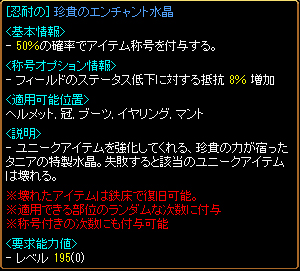 [忍耐の] 珍貴のエンチャント水晶
<基本情報>
- 50%の確率でアイテム称号を付与する。
<称号オプション情報>
- フィールドのステータス低下に対する抵抗 8% 増加
<適用可能位置>
ヘルメット, 冠, ブーツ, イヤリング, マント
<説明>
- ユニークアイテムを強化してくれる、珍貴の力が宿った
タニアの特製水晶。失敗すると該当のユニークアイテム
は壊れる。
※壊れたアイテムは鉄床で復旧可能。
※適用できる部位のランダムな次数に付与
※称号付きの次数にも付与可能
<要求能力値>
- レベル 195(0)